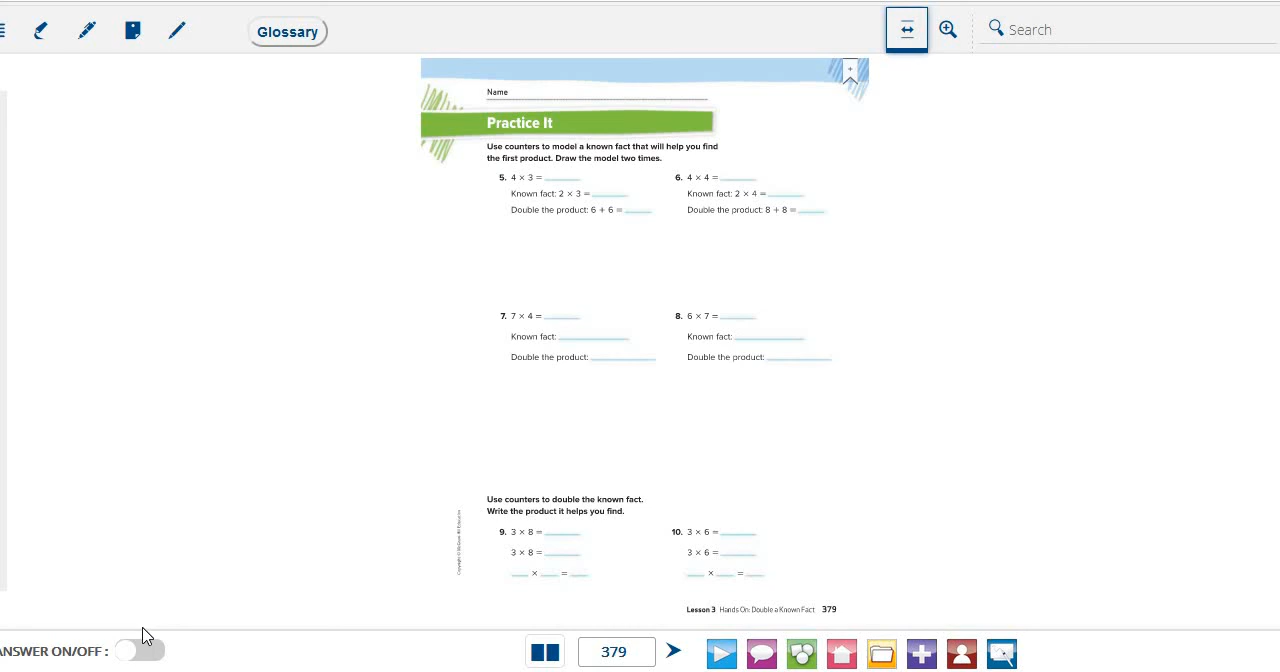 Glossary
Search
Name
Practice It
Use counters to model a known fact that will help you find
the first product. Draw the model two times.
5. 4 × 3 =
Known fact: 2 × 3 =
Double the product: 6 + 6 =
6. 4 × 4 =
Known fact: 2 × 4 =
Double the product: 8 + 8 =
7. 7 × 4 =
Known fact:
Double the product:
8. 6 × 7 =
Known fact:
Double the product:
Use counters to double the known fact.
Write the product it helps you find.
9. 3 × 8 =
3 × 8 =
× =
10. 3 × 6 =
3 × 6 =
× =
Copyright © McGraw-Hill Education
Lesson 3 Hands On: Double a Known Fact 379
ANSWER ON/OFF :
379